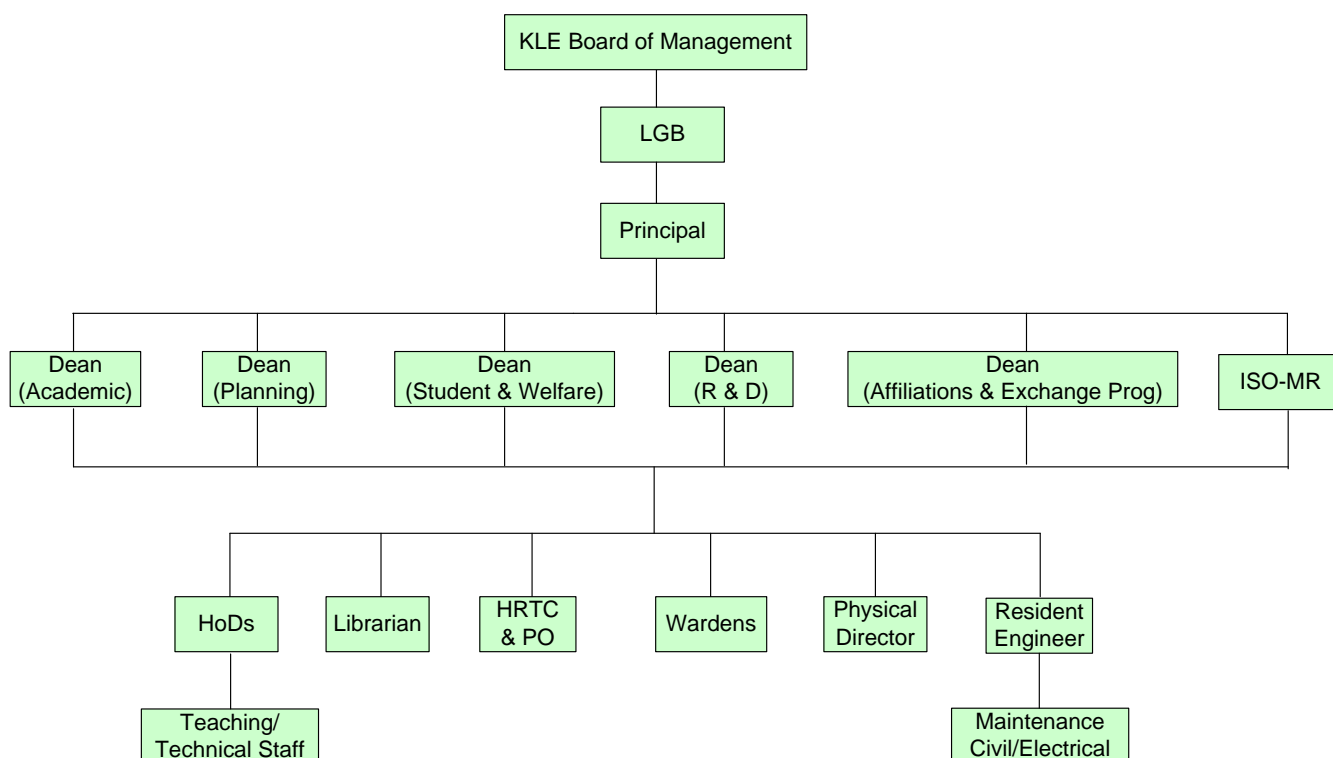 KLE Board of Management
LGB
Principal
Dean
(Academic)
Dean
(Planning)
Dean
(Student & Welfare)
Dean
(R & D)
Dean
(Affiliations & Exchange Prog)
ISO-MR
HoDs
Librarian
HRTC
& PO
Wardens
Physical
Director
Resident
Engineer
Teaching/
Technical Staff
Maintenance
Civil/Electrical